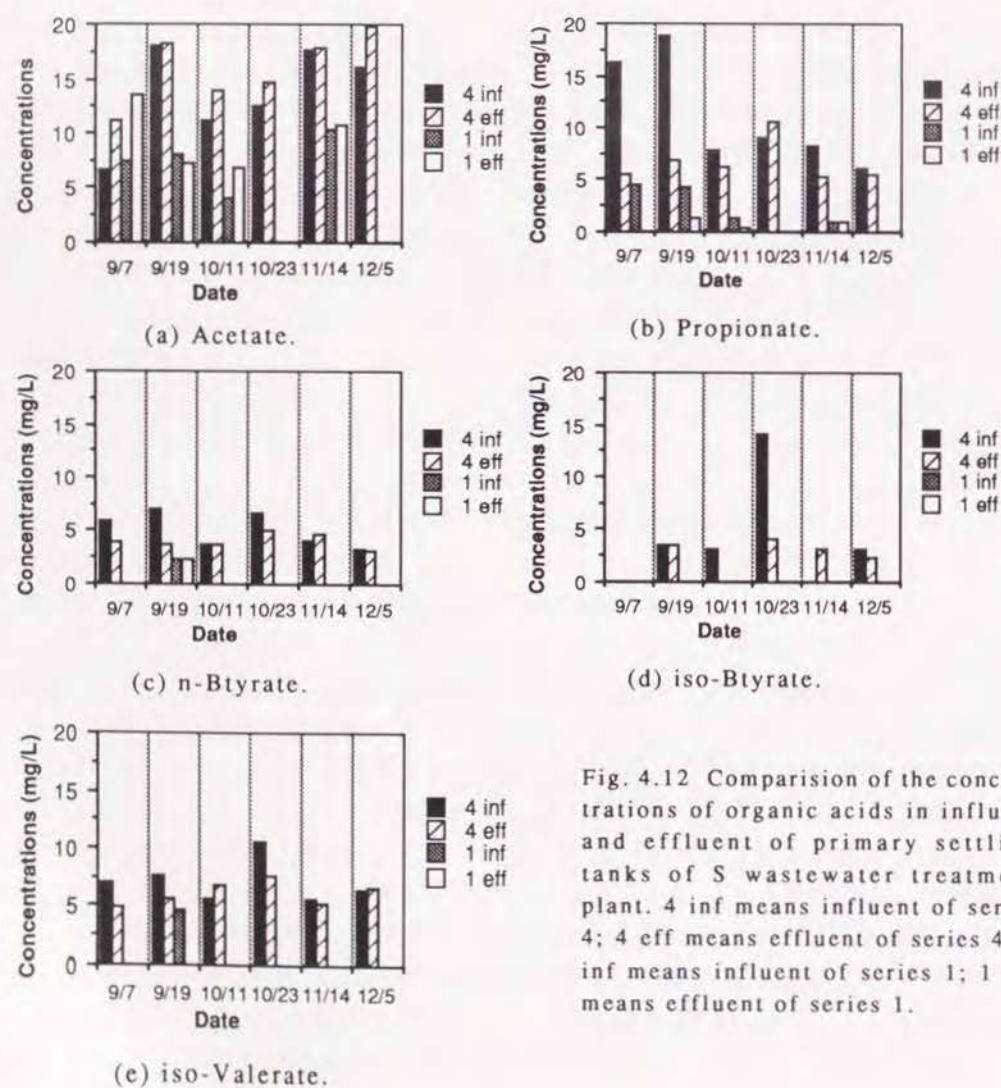 20
15
10
5
0
Concentrations
9/7 9/19 10/11 10/23 11/14 12/5
Date
4 inf
4 eff
1 inf
1 eff
(a) Acetate.
20
15
10
5
0
Concentrations (mg/L)
9/7 9/19 10/11 10/23 11/14 12/5
Date
4 inf
4 eff
1 inf
1 eff
(b) Propionate.
20
15
10
5
0
Concentrations (mg/L)
9/7 9/19 10/11 10/23 11/14 12/5
Date
4 inf
4 eff
1 inf
1 eff
(c) n-Btyrate.
20
15
10
5
0
Concentrations (mg/L)
9/7 9/19 10/11 10/23 11/14 12/5
Date
4 inf
4 eff
1 inf
1 eff
(d) iso-Btyrate.
20
15
10
5
0
Concentrations (mg/L)
9/7 9/19 10/11 10/23 11/14 12/5
Date
4 inf
4 eff
1 inf
1 eff
(e) iso-Valerate.
Fig. 4.12 Comparision of the conc
trations of organic acids in influ
and effluent of primary settli
tanks of S wastewater treatme
plant. 4 inf means influent of ser
4; 4 eff means effluent of series 4
inf means influent of series 1; 1
means effluent of series 1.